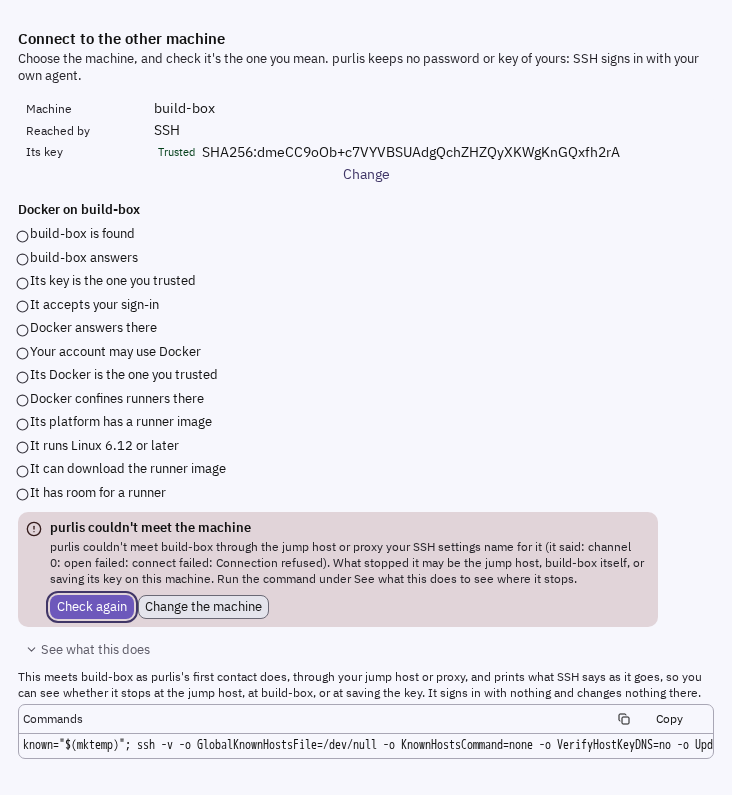 Connect to the other machine
Choose the machine, and check it's the one you mean. purlis keeps no password or key of yours: SSH signs in with your
own agent.
Machine build-box
Reached by SSH
Its key Trusted SHA256:dmeCC9oOb+c7VYVBSUAdgQchZHZQyXKWgKnGQxfh2rA
Change
Docker on build-box
build-box is found
build-box answers
Its key is the one you trusted
It accepts your sign-in
Docker answers there
Your account may use Docker
Its Docker is the one you trusted
Docker confines runners there
Its platform has a runner image
It runs Linux 6.12 or later
It can download the runner image
It has room for a runner
purlis couldn't meet the machine
purlis couldn't meet build-box through the jump host or proxy your SSH settings name for it (it said: channel
0: open failed: connect failed: Connection refused). What stopped it may be the jump host, build-box itself, or
saving its key on this machine. Run the command under See what this does to see where it stops.
Check again Change the machine
See what this does
This meets build-box as purlis's first contact does, through your jump host or proxy, and prints what SSH says as it goes, so you
can see whether it stops at the jump host, at build-box, or at saving the key. It signs in with nothing and changes nothing there.
Commands Copy
known="$(mktemp)"; ssh -v -o GlobalKnownHostsFile=/dev/null -o KnownHostsCommand=none -o VerifyHostKeyDNS=no -o Upd